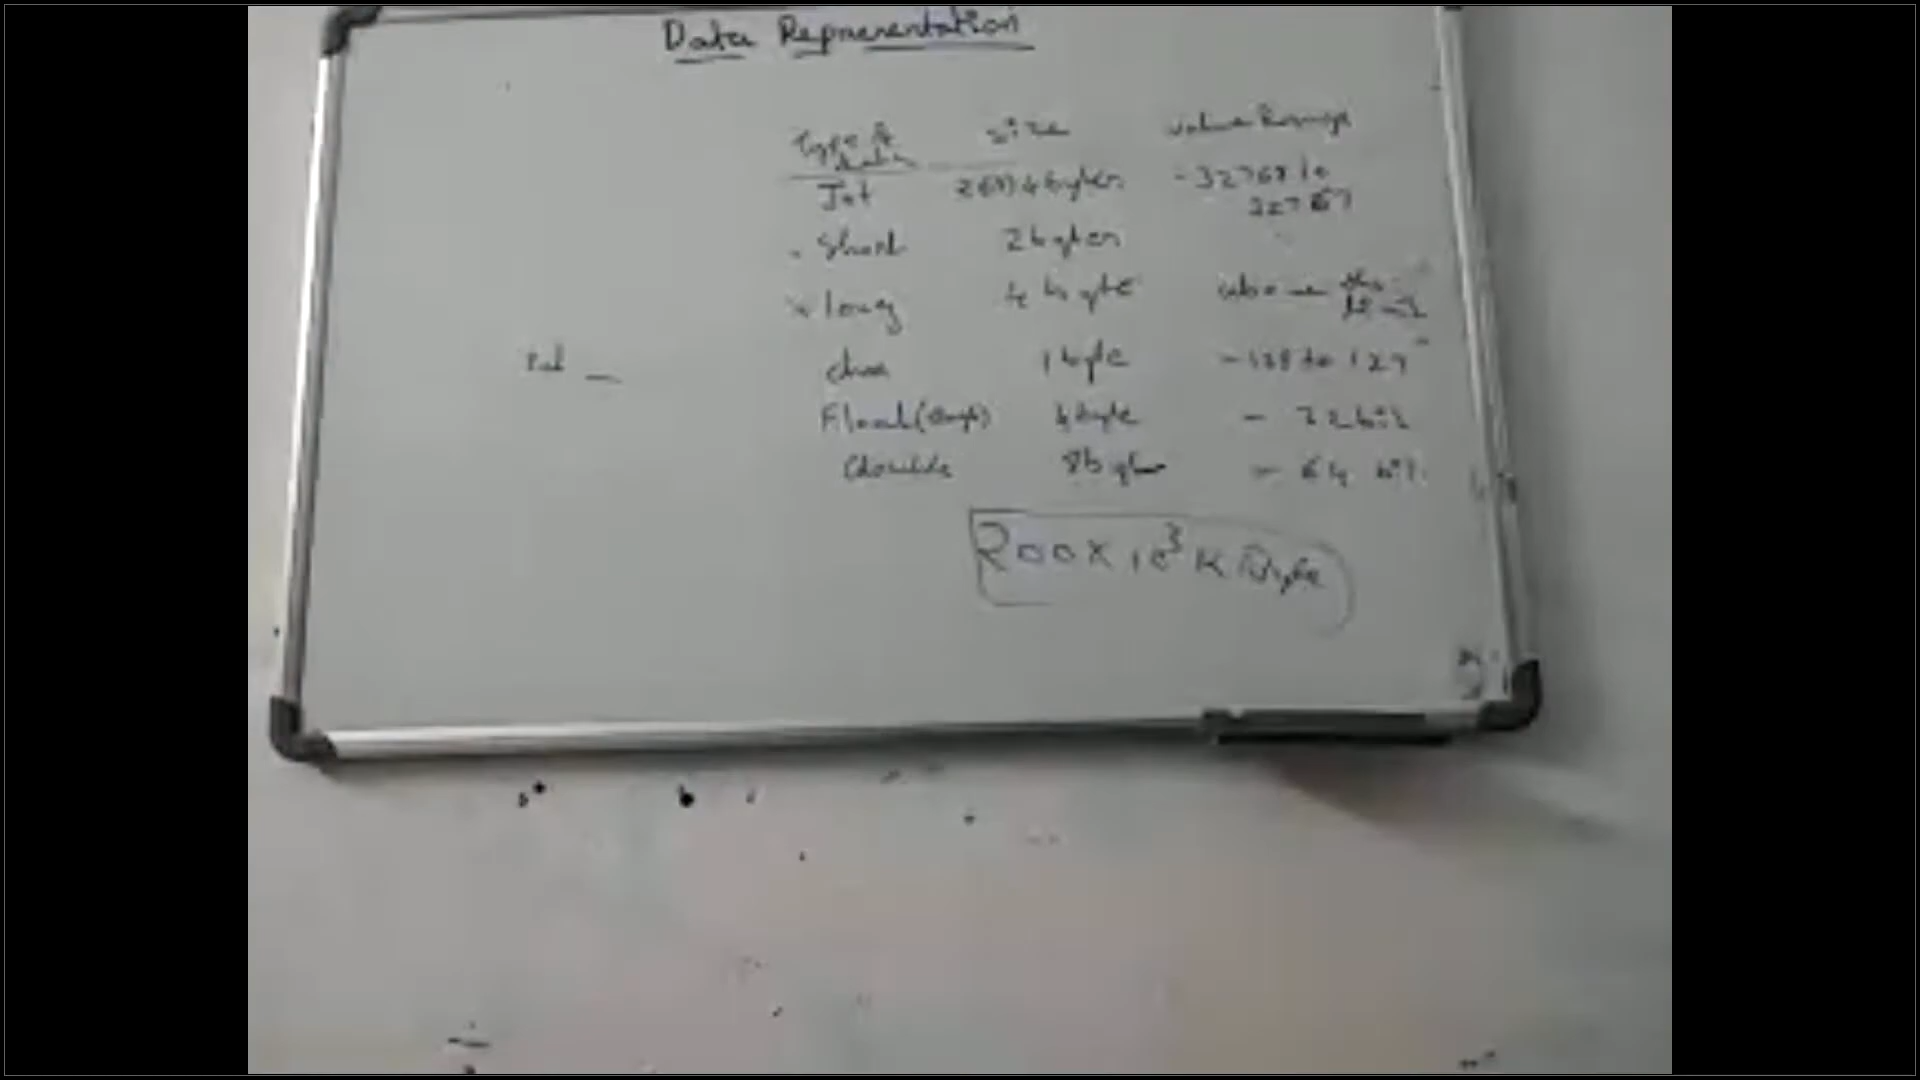 Data Representation
Type of data size value Range
Int 2 (or) 4 bytes -32768 to 32767
Short 2 bytes
long 4 byte above the
char 1 byte -128 to 127
Float 4 byte - 32 bit
double 8 byte - 64 bit
200 X 10³ K Byte